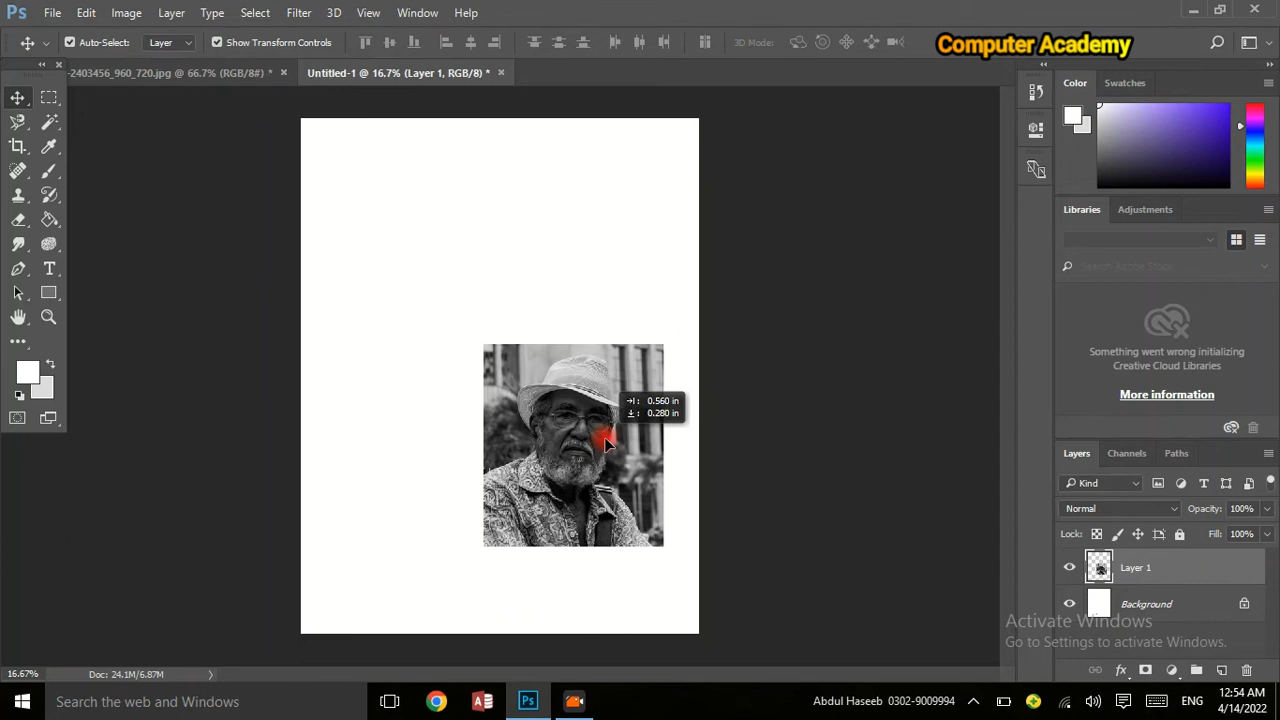 Ps File Edit Image Layer Type Select Filter 3D View Window Help
Auto-Select: Layer Show Transform Controls 3D Mode:
Computer Academy
-2403456_960_720.jpg @ 66.7% (RGB/8#) * Untitled-1 @ 16.7% (Layer 1, RGB/8) *
Color Swatches
Libraries Adjustments
Search Adobe Stock
Something went wrong initializing
Creative Cloud Libraries
More information
0.560 in
0.280 in
Layers Channels Paths
Kind
Normal Opacity: 100%
Lock: Fill: 100%
Layer 1
Background
Activate Windows
Go to Settings to activate Windows.
16.67% Doc: 24.1M/6.87M
Search the web and Windows
Abdul Haseeb 0302-9009994
ENG
12:54 AM
4/14/2022